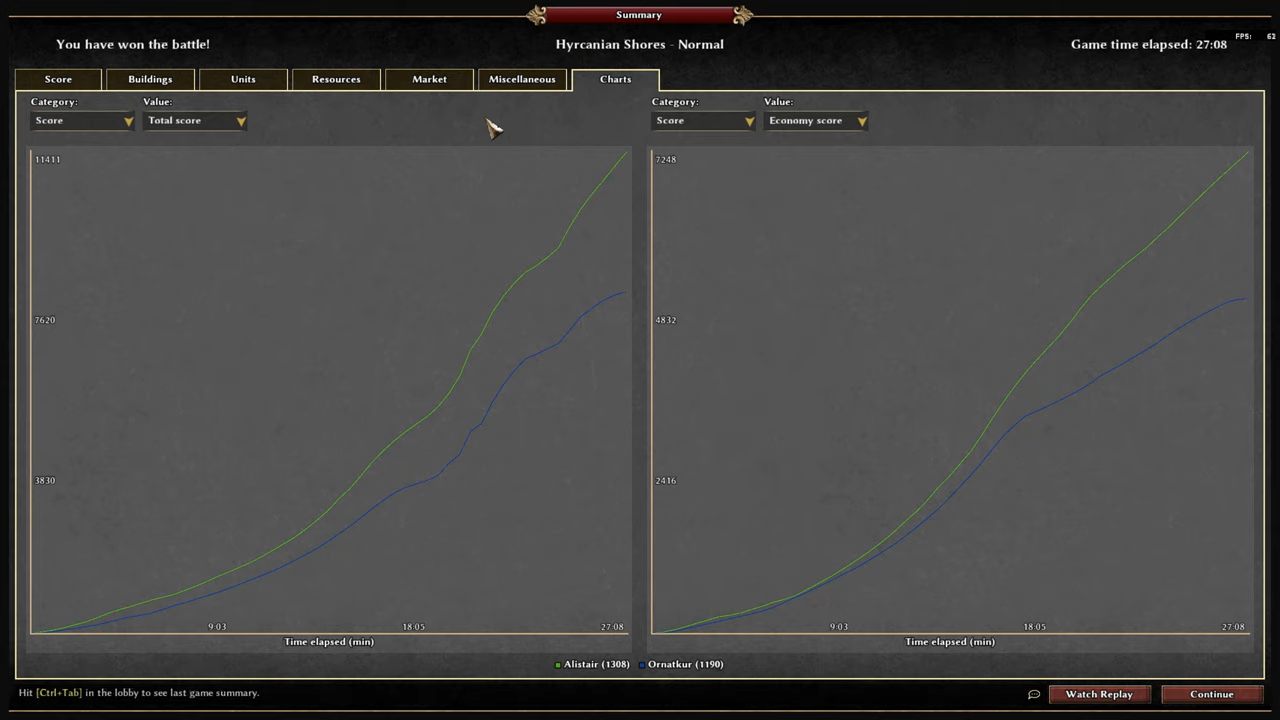 Summary
You have won the battle!
Hyrcanian Shores - Normal
Game time elapsed: 27:08
FPS: 61
Score
Buildings
Units
Resources
Market
Miscellaneous
Charts
Category:
Value:
Score
Total score
Category:
Value:
Score
Economy score
11411
7620
3830
9:03
18:05
27:08
Time elapsed (min)
7248
4832
2416
9:03
18:05
27:08
Time elapsed (min)
Alistair (1308)
Ornatkur (1190)
Hit [Ctrl+Tab] in the lobby to see last game summary.
Watch Replay
Continue